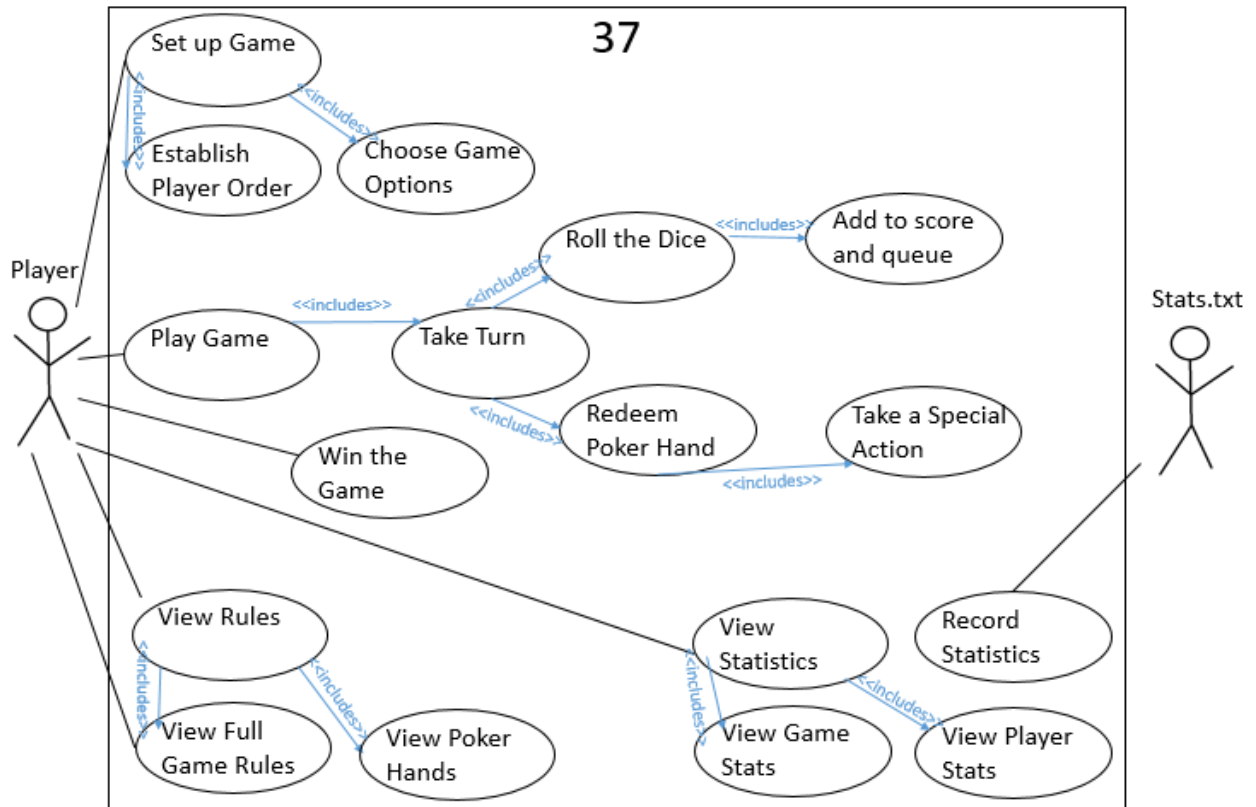 37
Set up Game
<<includes>>
<<includes>>
Establish
Player Order
Choose Game
Options
Roll the Dice
<<includes>>
Add to score
and queue
Player
<<includes>>
<<includes>>
Play Game
Take Turn
Stats.txt
<<includes>>
Redeem
Poker Hand
Take a Special
Action
<<includes>>
Win the
Game
View Rules
<<includes>>
<<includes>>
View Full
Game Rules
View Poker
Hands
View
Statistics
Record
Statistics
<<includes>>
<<includes>>
View Game
Stats
View Player
Stats